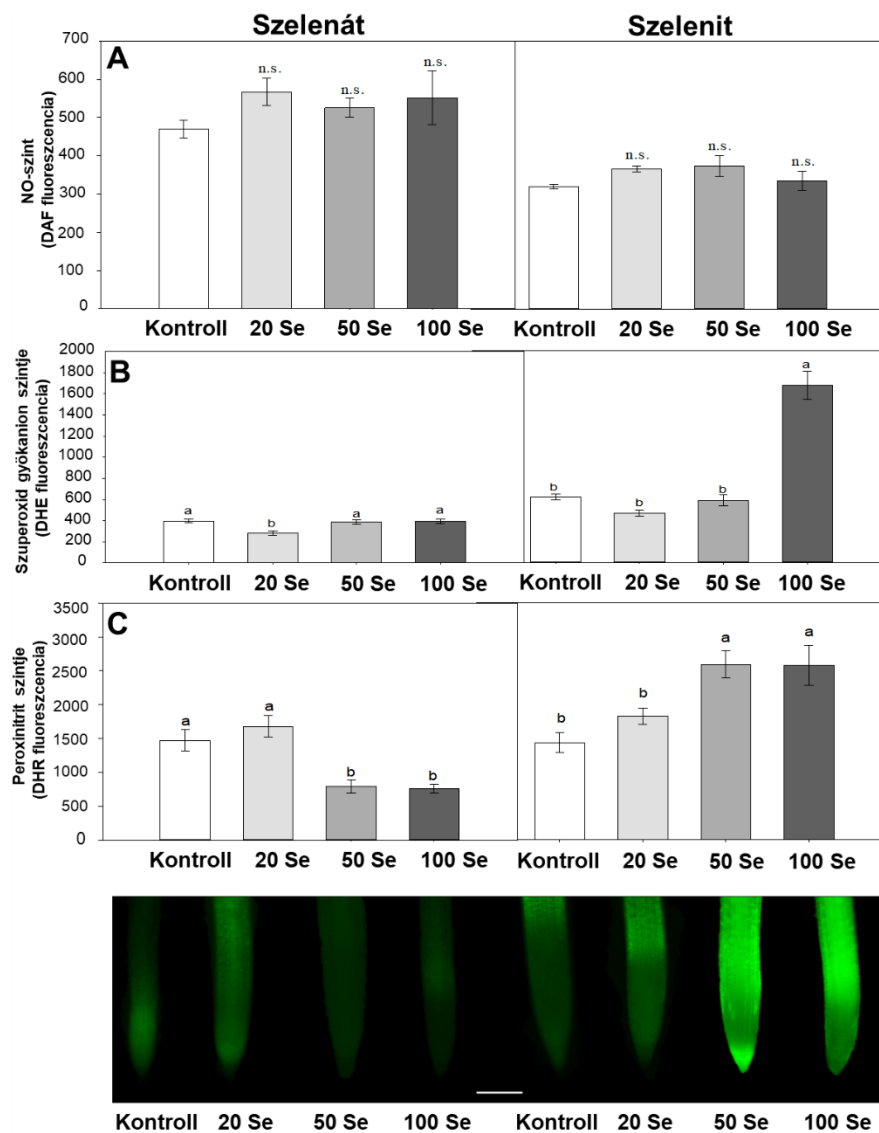 Szelenát
Szelenit
A
NO-szint
(DAF fluoreszcencia)
700
600
500
400
300
200
100
0
n.s.
n.s.
n.s.
n.s.
n.s.
n.s.
Kontroll 20 Se 50 Se 100 Se Kontroll 20 Se 50 Se 100 Se
B
Szuperoxid gyökanion szintje
(DHE fluoreszcencia)
2000
1800
1600
1400
1200
1000
800
600
400
200
0
a
b
a
a
b
b
b
a
Kontroll 20 Se 50 Se 100 Se Kontroll 20 Se 50 Se 100 Se
C
Peroxinitrit szintje
(DHR fluoreszcencia)
3500
3000
2500
2000
1500
1000
500
0
a
a
b
b
b
b
a
a
Kontroll 20 Se 50 Se 100 Se Kontroll 20 Se 50 Se 100 Se
Kontroll 20 Se 50 Se 100 Se Kontroll 20 Se 50 Se 100 Se